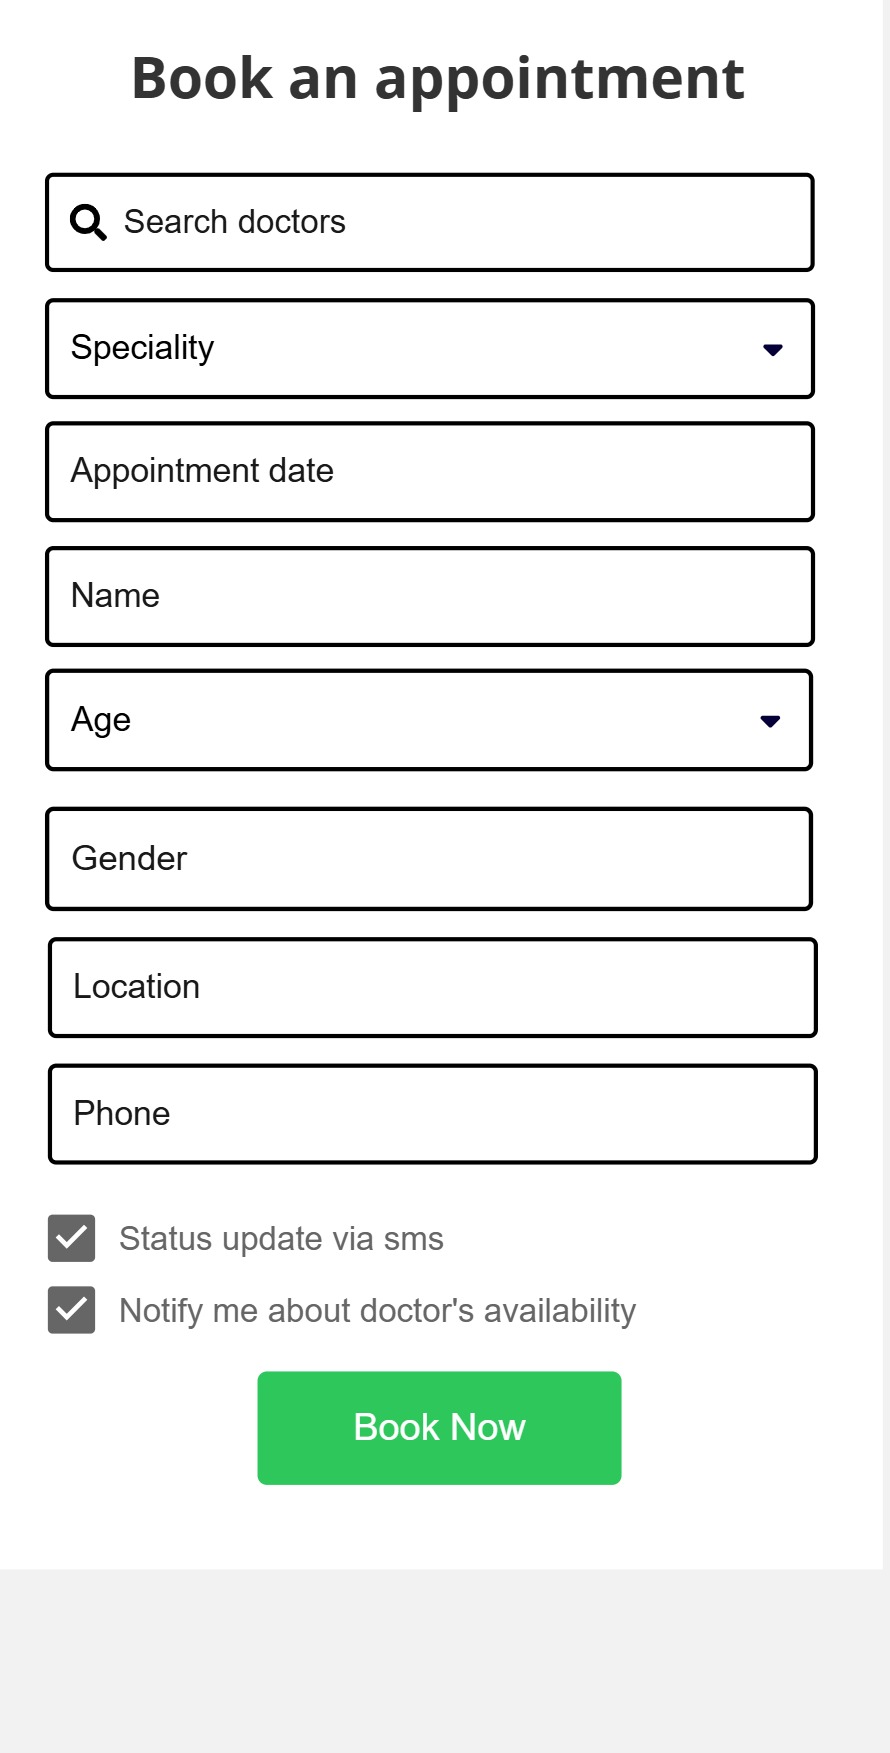 Book an appointment
Search doctors
Speciality
Appointment date
Name
Age
Gender
Location
Phone
Status update via sms
Notify me about doctor's availability
Book Now